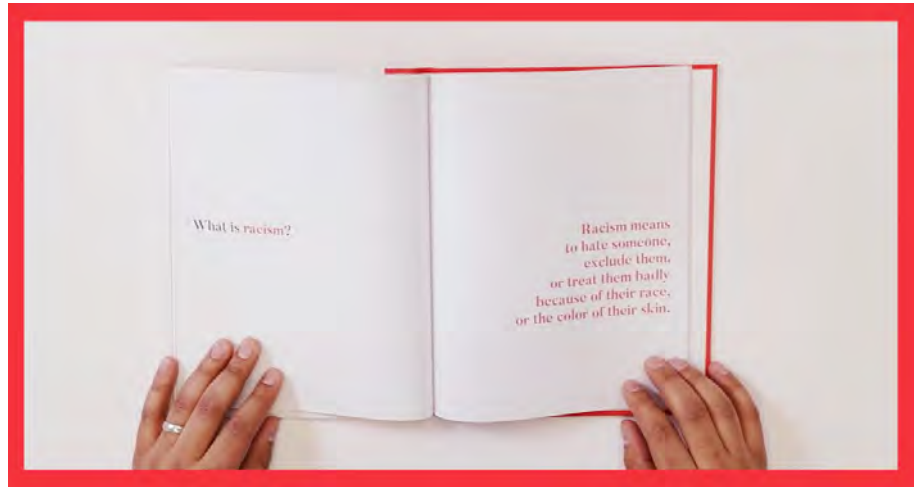 What is racism?
Racism means
to hate someone,
exclude them,
or treat them badly
because of their race,
or the color of their skin.